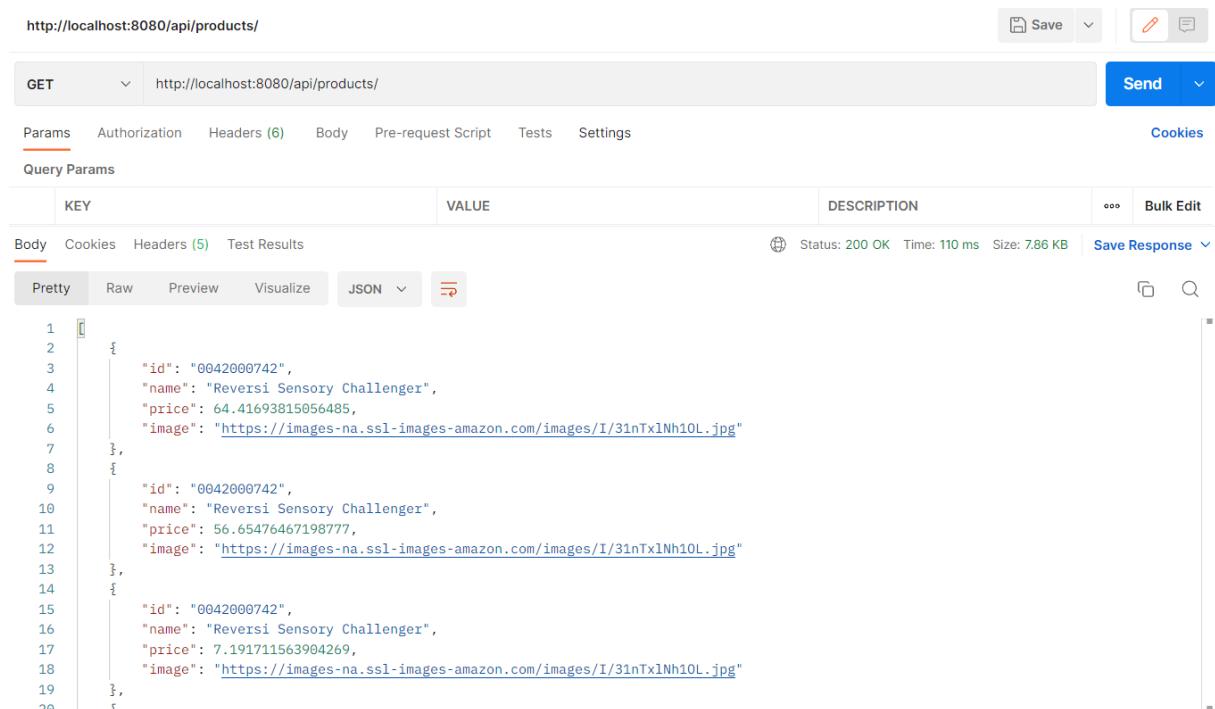 http://localhost:8080/api/products/
Save
GET
http://localhost:8080/api/products/
Send
Params Authorization Headers (6) Body Pre-request Script Tests Settings Cookies
Query Params
KEY VALUE DESCRIPTION ooo Bulk Edit
Body Cookies Headers (5) Test Results Status: 200 OK Time: 110 ms Size: 7.86 KB Save Response
Pretty Raw Preview Visualize JSON
1 [
2 {
3 "id": "0042000742",
4 "name": "Reversi Sensory Challenger",
5 "price": 64.41693815056485,
6 "image": "https://images-na.ssl-images-amazon.com/images/I/31nTxlNh1OL.jpg"
7 },
8 {
9 "id": "0042000742",
10 "name": "Reversi Sensory Challenger",
11 "price": 56.65476467198777,
12 "image": "https://images-na.ssl-images-amazon.com/images/I/31nTxlNh1OL.jpg"
13 },
14 {
15 "id": "0042000742",
16 "name": "Reversi Sensory Challenger",
17 "price": 7.191711563904269,
18 "image": "https://images-na.ssl-images-amazon.com/images/I/31nTxlNh1OL.jpg"
19 },
20 {